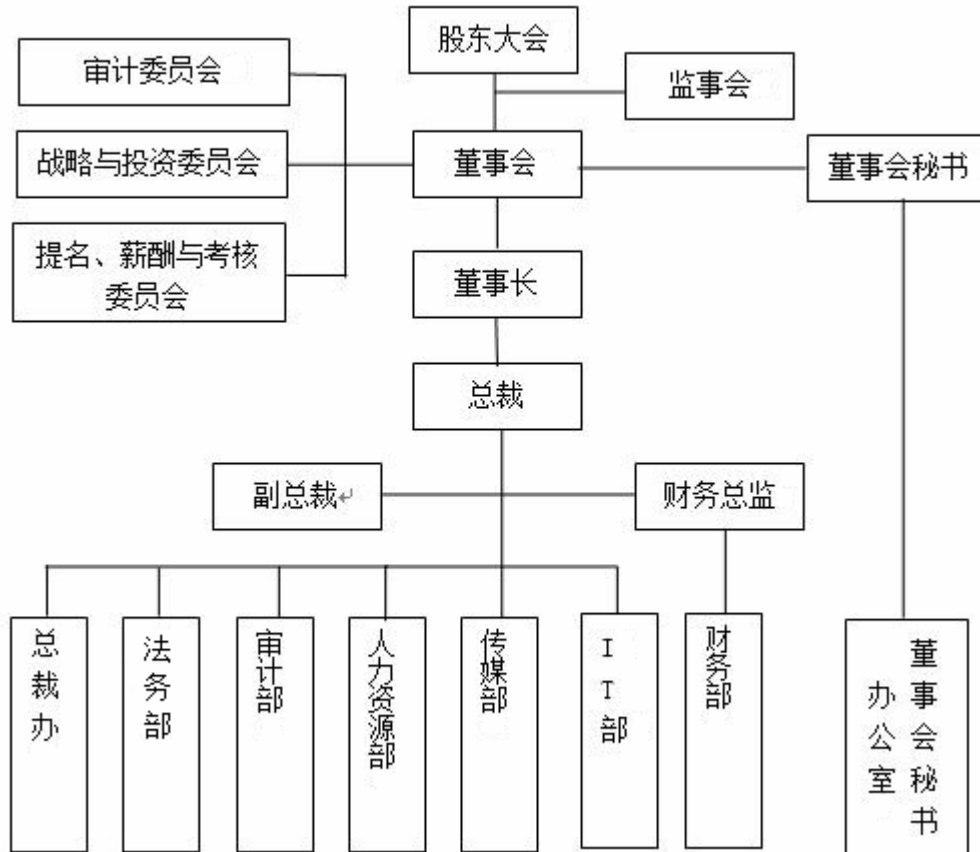 股东大会
审计委员会
监事会
战略与投资委员会
董事会
董事会秘书
提名、薪酬与考核
委员会
董事长
总裁
副总裁
财务总监
总裁办
法务部
审计部
人力资源部
传媒部
IT部
财务部
董事会秘书
办公室